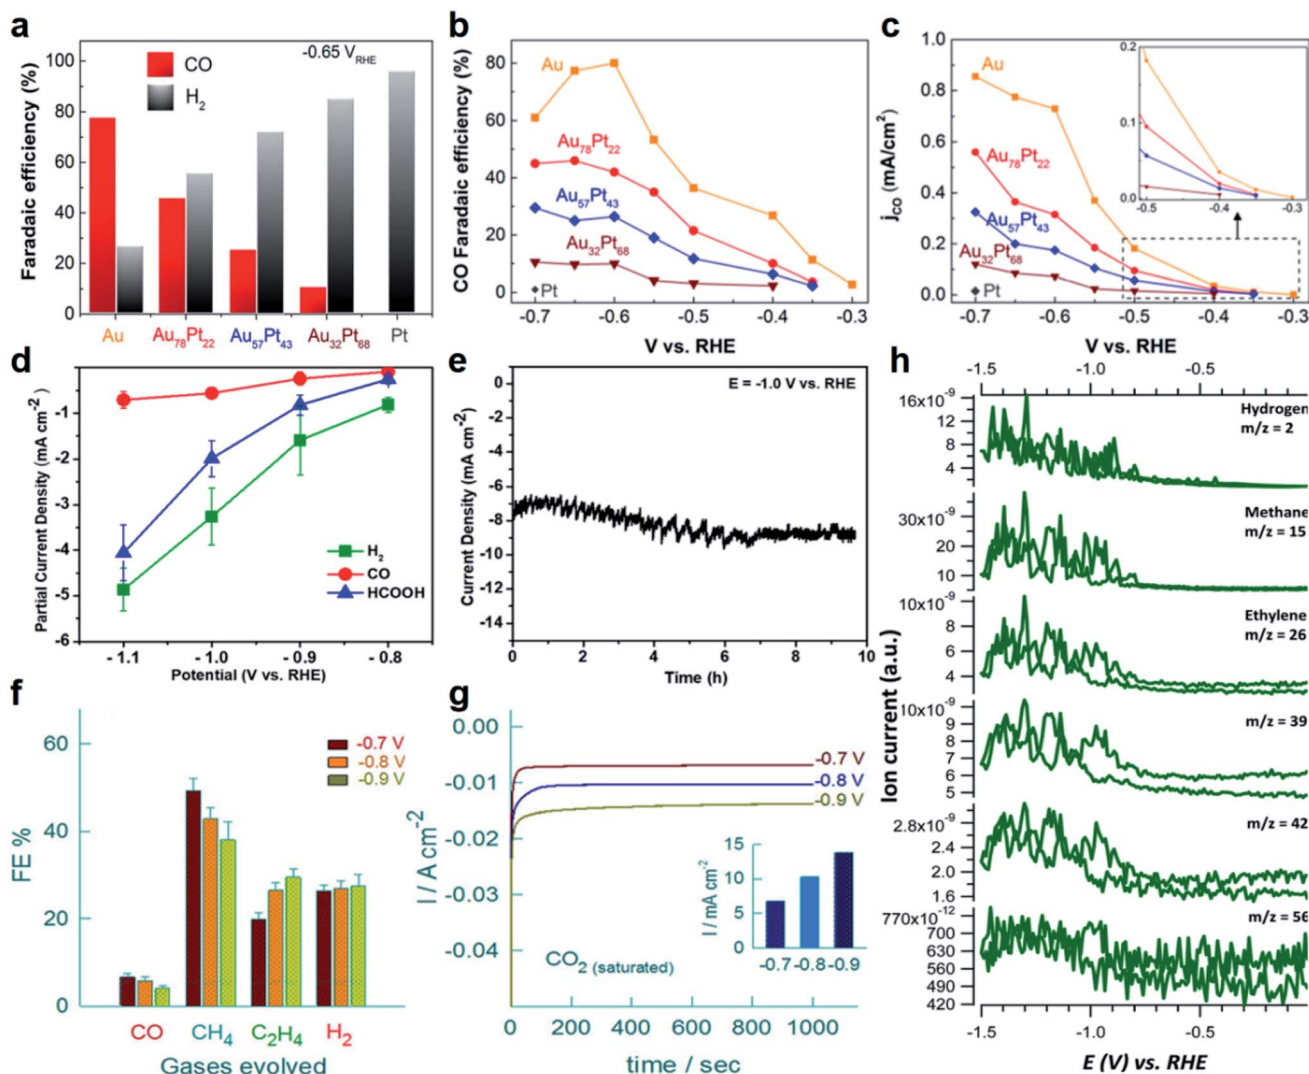 a
-0.65 V_RHE
CO
H₂
Faradaic efficiency (%)
100
80
60
40
20
0
Au
Au₇₈Pt₂₂
Au₅₇Pt₄₃
Au₃₂Pt₆₈
Pt
b
CO Faradaic efficiency (%)
80
60
40
20
0
Au
Au₇₈Pt₂₂
Au₅₇Pt₄₃
Au₃₂Pt₆₈
Pt
-0.7 -0.6 -0.5 -0.4 -0.3
V vs. RHE
c
j_CO (mA/cm²)
1.0
0.8
0.6
0.4
0.2
0.0
Au
Au₇₈Pt₂₂
Au₅₇Pt₄₃
Au₃₂Pt₆₈
Pt
0.2
0.1
0.0
-0.5 -0.4 -0.3
-0.7 -0.6 -0.5 -0.4 -0.3
V vs. RHE
d
Partial Current Density (mA cm⁻²)
-1
-2
-3
-4
-5
-6
H₂
CO
HCOOH
-1.1 -1.0 -0.9 -0.8
Potential (V vs. RHE)
e
E = -1.0 V vs. RHE
Current Density (mA cm⁻²)
0
-2
-4
-6
-8
-10
-12
-14
0 2 4 6 8 10
Time (h)
f
FE %
60
40
20
0
-0.7 V
-0.8 V
-0.9 V
CO
CH₄
C₂H₄
H₂
Gases evolved
g
I / A cm⁻²
0.00
-0.01
-0.02
-0.03
-0.04
-0.7 V
-0.8 V
-0.9 V
I / mA cm⁻²
15
10
5
0
-0.7 -0.8 -0.9
CO₂ (saturated)
0 200 400 600 800 1000
time / sec
h
-1.5 -1.0 -0.5
Ion current (a.u.)
16x10⁻⁹
12
8
4
Hydrogen
m/z = 2
30x10⁻⁹
20
10
Methane
m/z = 15
10x10⁻⁹
8
6
4
Ethylene
m/z = 26
10x10⁻⁹
9
8
7
6
5
m/z = 39
2.8x10⁻⁹
2.4
2.0
1.6
m/z = 42
770x10⁻¹²
700
630
560
490
420
m/z = 56
-1.5 -1.0 -0.5
E (V) vs. RHE